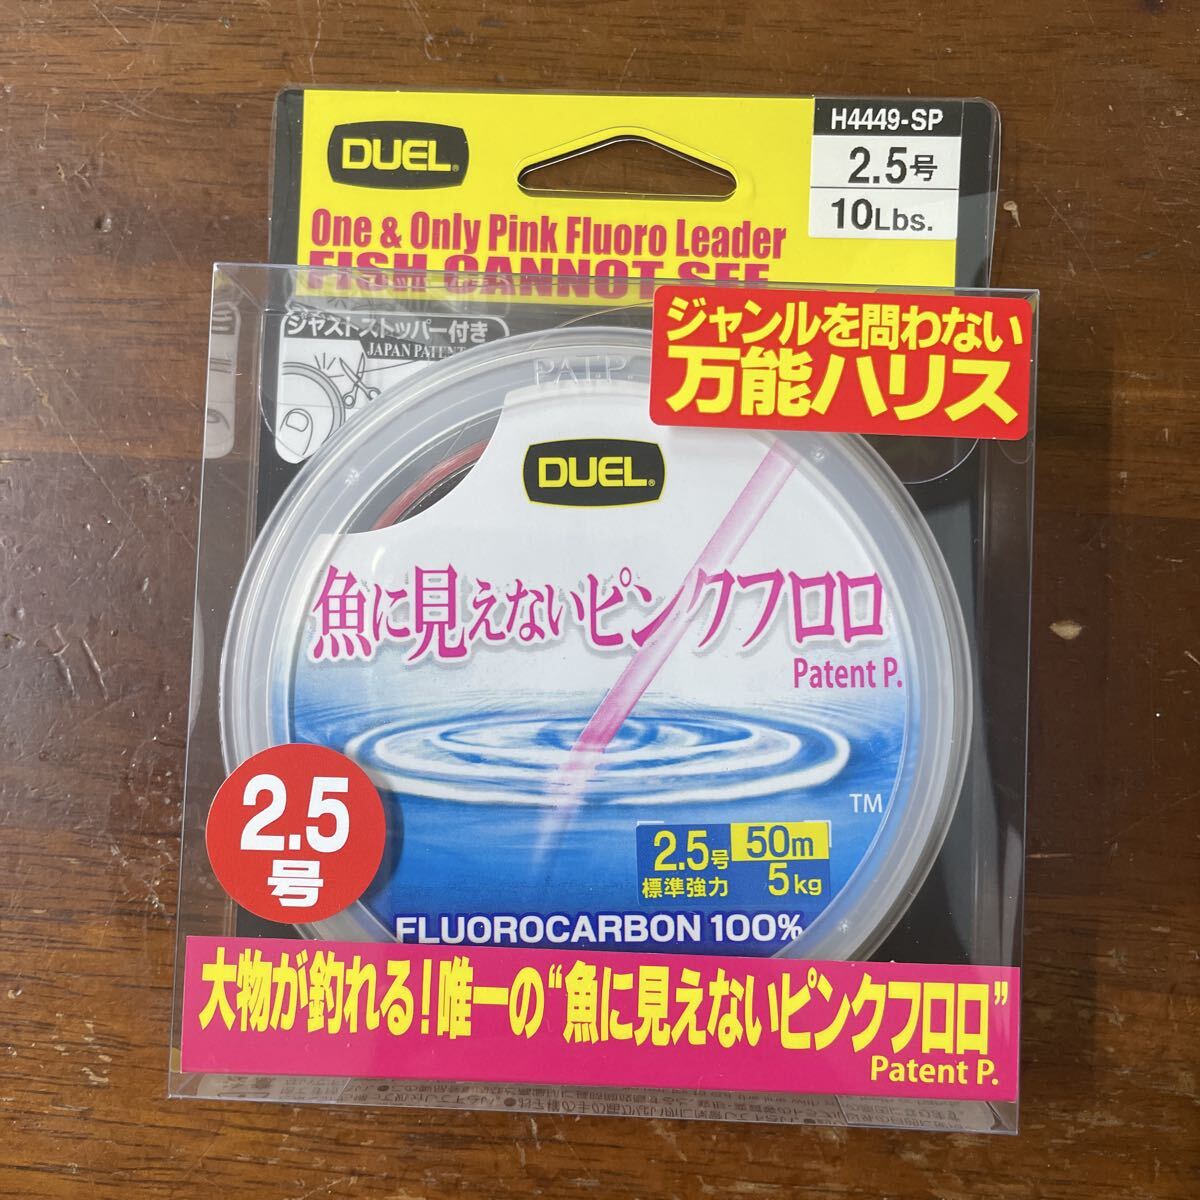 DUEL®
H4449-SP
2.5号
10Lbs.
One & Only Pink Fluoro Leader
FISH CANNOT SEE
ジャンルを問わない
万能ハリス
ジャストストッパー付き
JAPAN PATENT
PAT.P.
DUEL®
魚に見えないピンクフロロ
Patent P.
TM
2.5号
50m
標準強力
5kg
2.5
号
FLUOROCARBON 100%
大物が釣れる!唯一の“魚に見えないピンクフロロ”
Patent P.